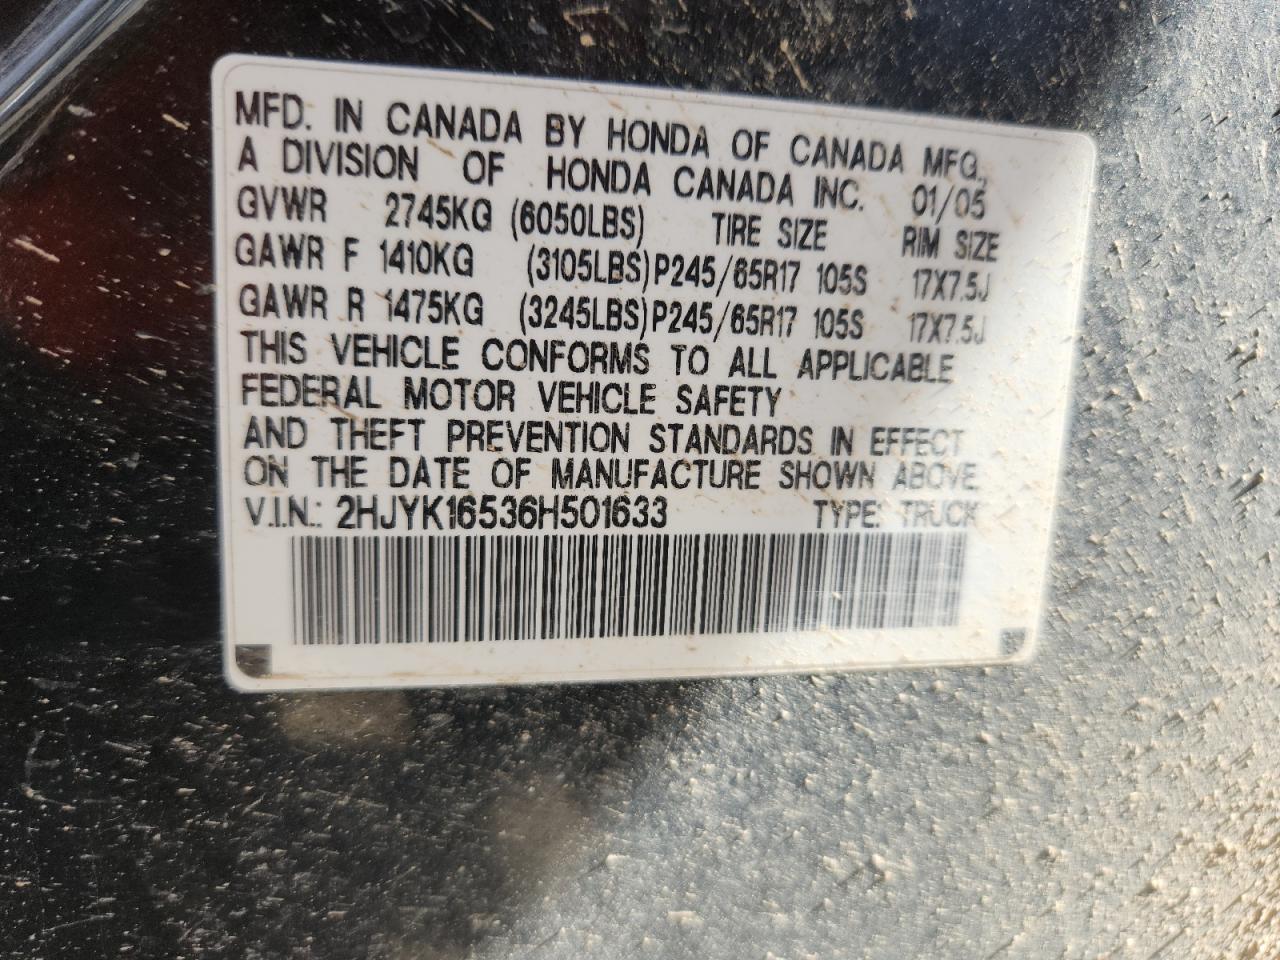 MFD. IN CANADA BY HONDA OF CANADA MFG.,
A DIVISION OF HONDA CANADA INC. 01/05
GVWR 2745KG (6050LBS) TIRE SIZE RIM SIZE
GAWR F 1410KG (3105LBS) P245/65R17 105S 17X7.5J
GAWR R 1475KG (3245LBS) P245/65R17 105S 17X7.5J
THIS VEHICLE CONFORMS TO ALL APPLICABLE
FEDERAL MOTOR VEHICLE SAFETY
AND THEFT PREVENTION STANDARDS IN EFFECT
ON THE DATE OF MANUFACTURE SHOWN ABOVE.
V.I.N.: 2HJYK16536H501633 TYPE: TRUCK